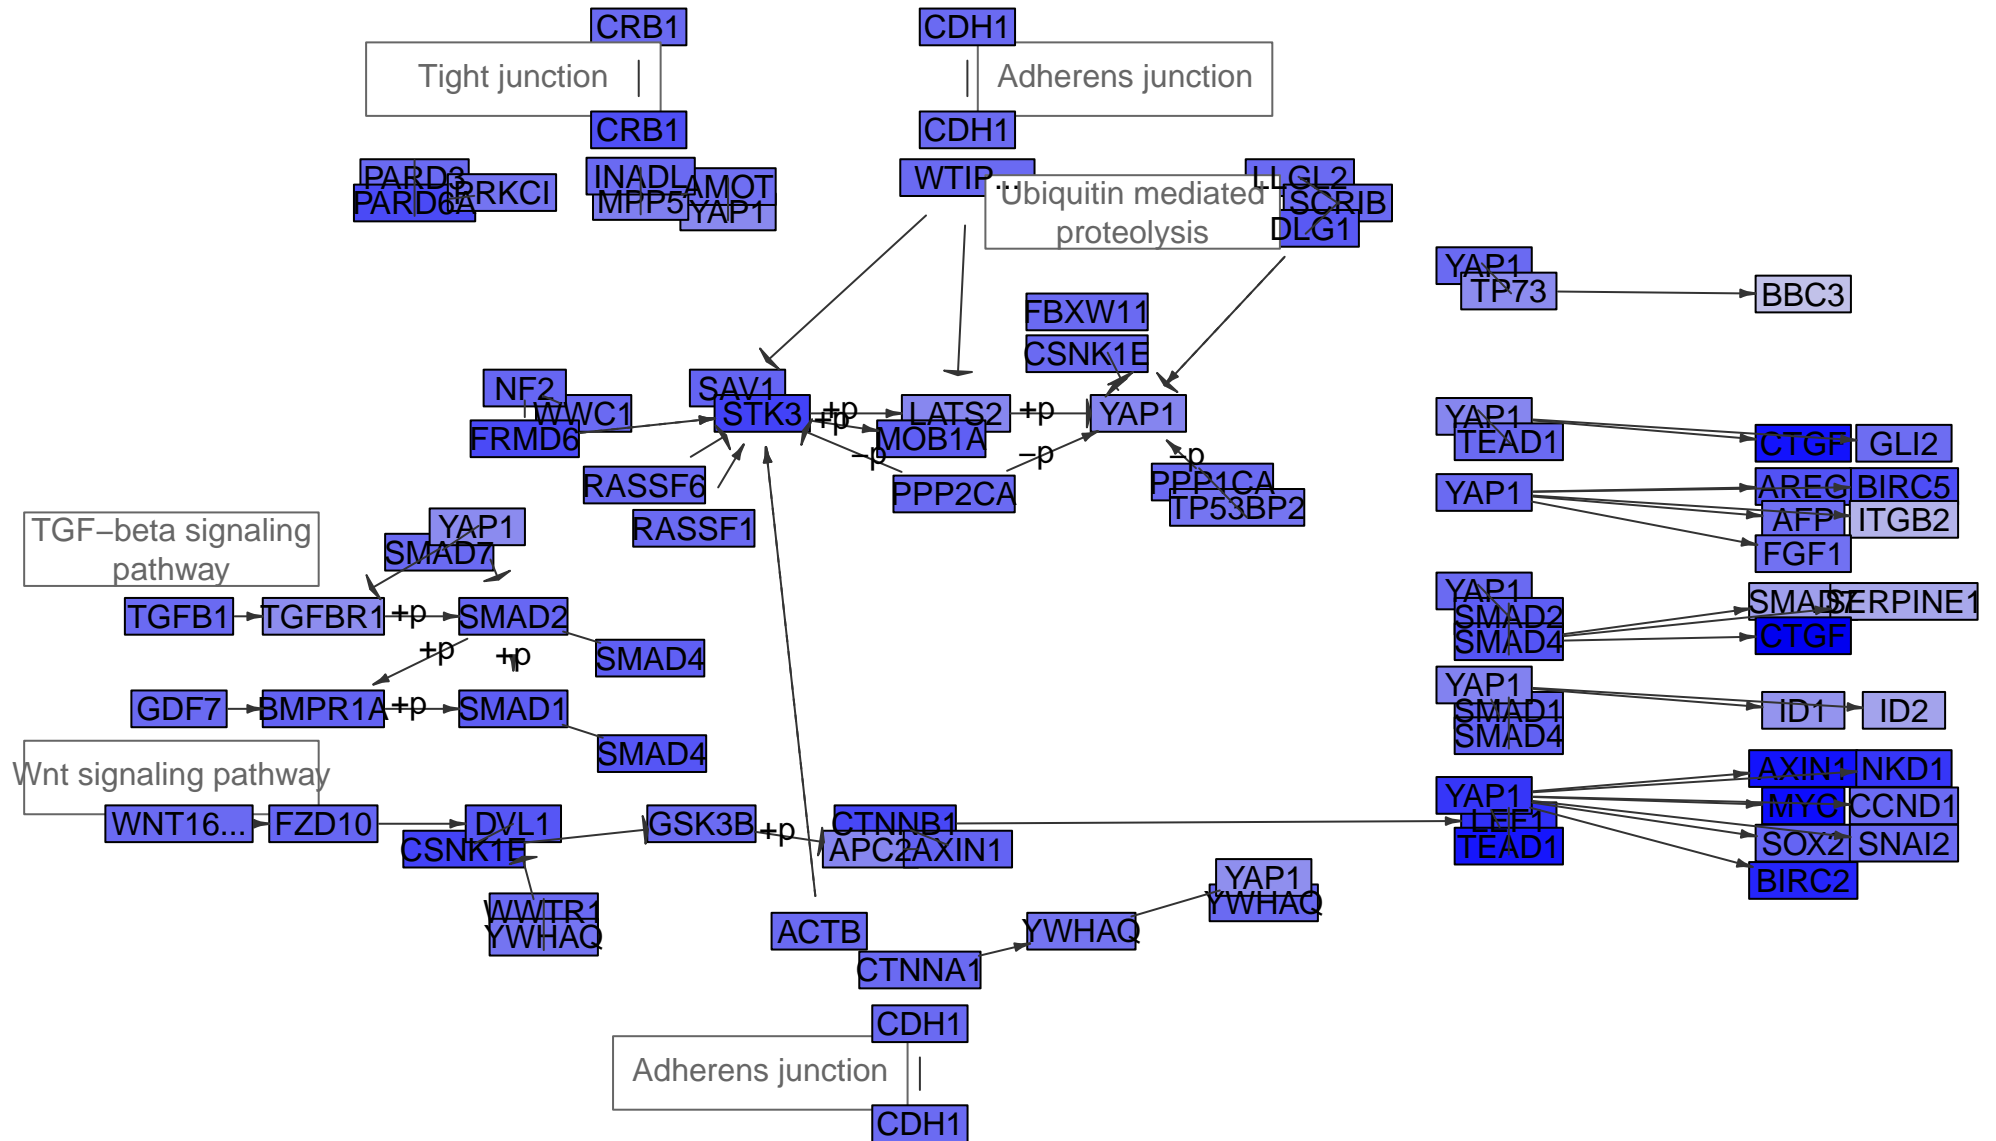 CRB1
CDH1
Tight junction
Adherens junction
CRB1
CDH1
PARD3
PRKCI
PARD6A
INADL
AMOT
MPP5
YAP1
WTIP...
LLGL2
SCRIB
DLG1
Ubiquitin mediated
proteolysis
YAP1
TP73
BBC3
FBXW11
CSNK1E
NF2
WWC1
FRMD6
SAV1
STK3
+p
+p
LATS2
MOB1A
+p
YAP1
−p
−p
−p
RASSF6
RASSF1
PPP2CA
PPP1CA
TP53BP2
YAP1
TEAD1
CTGF
GLI2
YAP1
AREG
BIRC5
AFP
ITGB2
FGF1
TGF−beta signaling
pathway
YAP1
SMAD7
TGFB1
TGFBR1
+p
SMAD2
+p
+p
SMAD4
GDF7
BMPR1A
+p
SMAD1
SMAD4
YAP1
SMAD2
SMAD4
SMAD7
SERPINE1
CTGF
YAP1
SMAD1
SMAD4
ID1
ID2
Wnt signaling pathway
WNT16...
FZD10
DVL1
CSNK1E
GSK3B
+p
CTNNB1
APC2
AXIN1
YAP1
LEF1
TEAD1
AXIN1
NKD1
MYC
CCND1
SOX2
SNAI2
BIRC2
WWTR1
YWHAQ
ACTB
CTNNA1
YWHAQ
YAP1
YWHAQ
CDH1
Adherens junction
CDH1